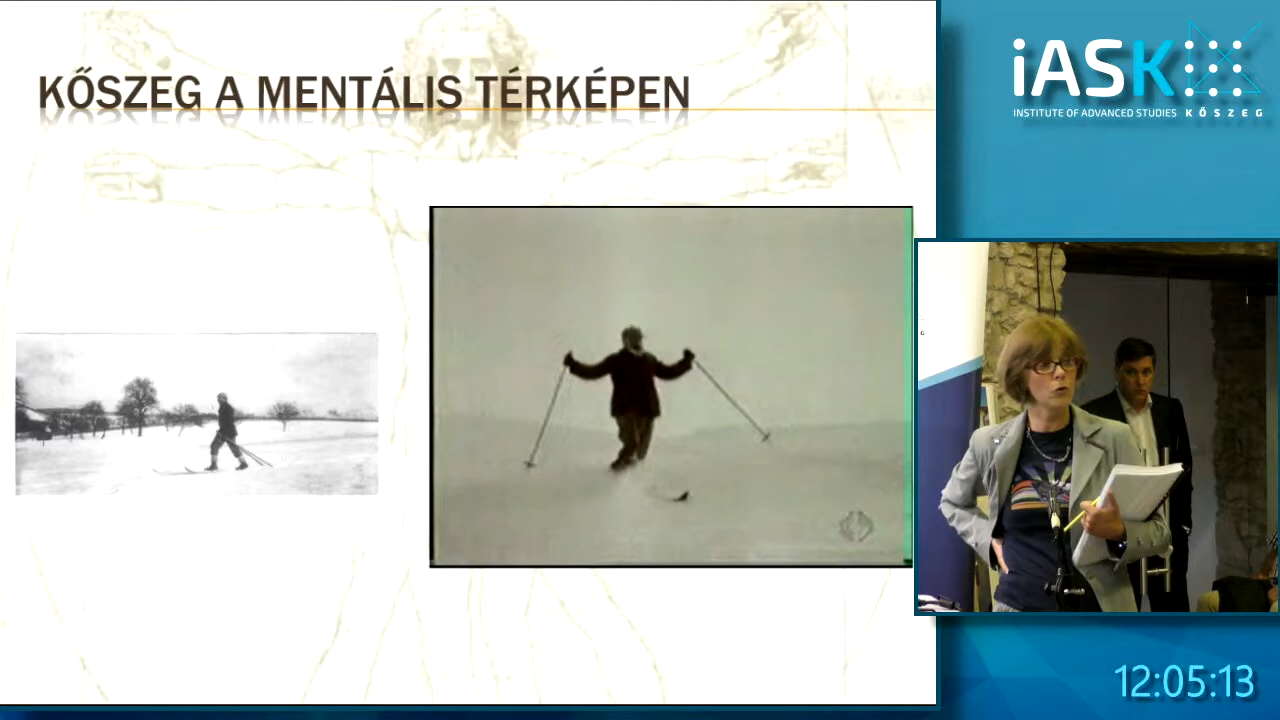 KŐSZEG A MENTÁLIS TÉRKÉPEN
iASK
INSTITUTE OF ADVANCED STUDIES KŐSZEG
12:05:13